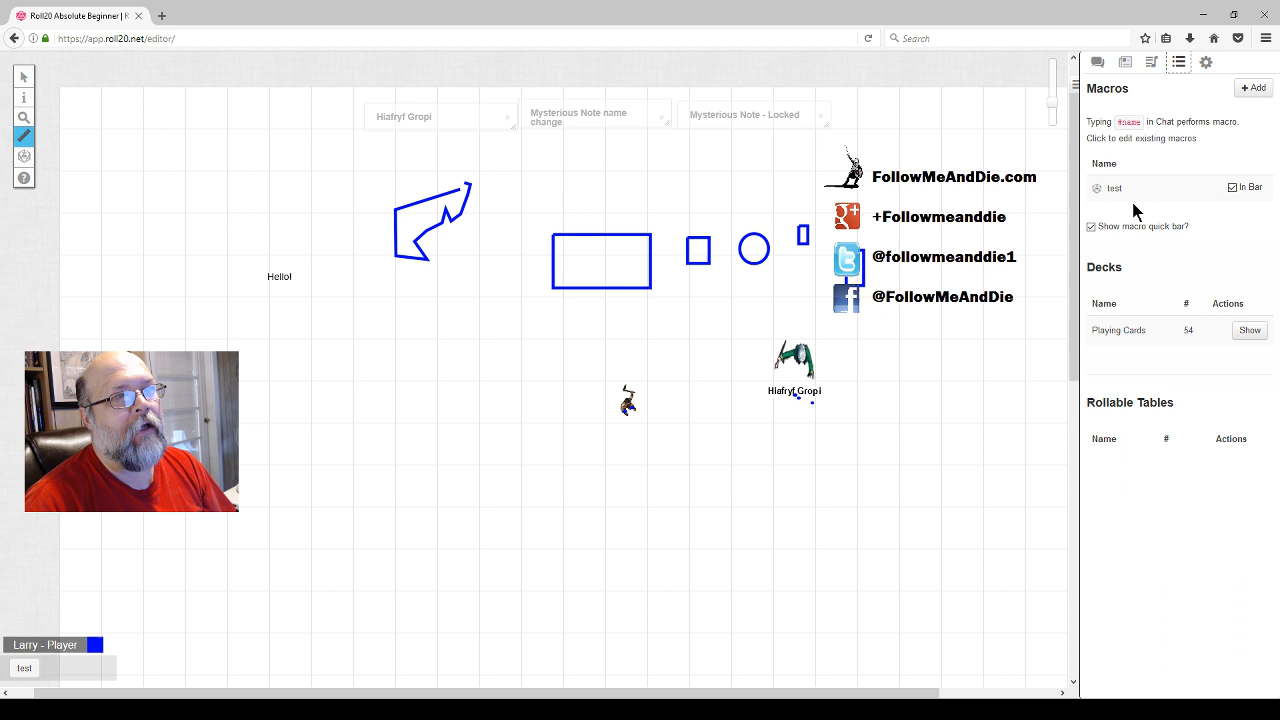 Roll20 Absolute Beginner | R
https://app.roll20.net/editor/
Search
Hiafryf Gropi
Mysterious Note name
change
Mysterious Note - Locked
FollowMeAndDie.com
+Followmeanddie
@followmeanddie1
@FollowMeAndDie
Hello!
Hiafryf Gropi
Larry - Player
test
Macros
+ Add
Typing #name in Chat performs macro.
Click to edit existing macros
Name
test
In Bar
Show macro quick bar?
Decks
Name # Actions
Playing Cards 54 Show
Rollable Tables
Name # Actions